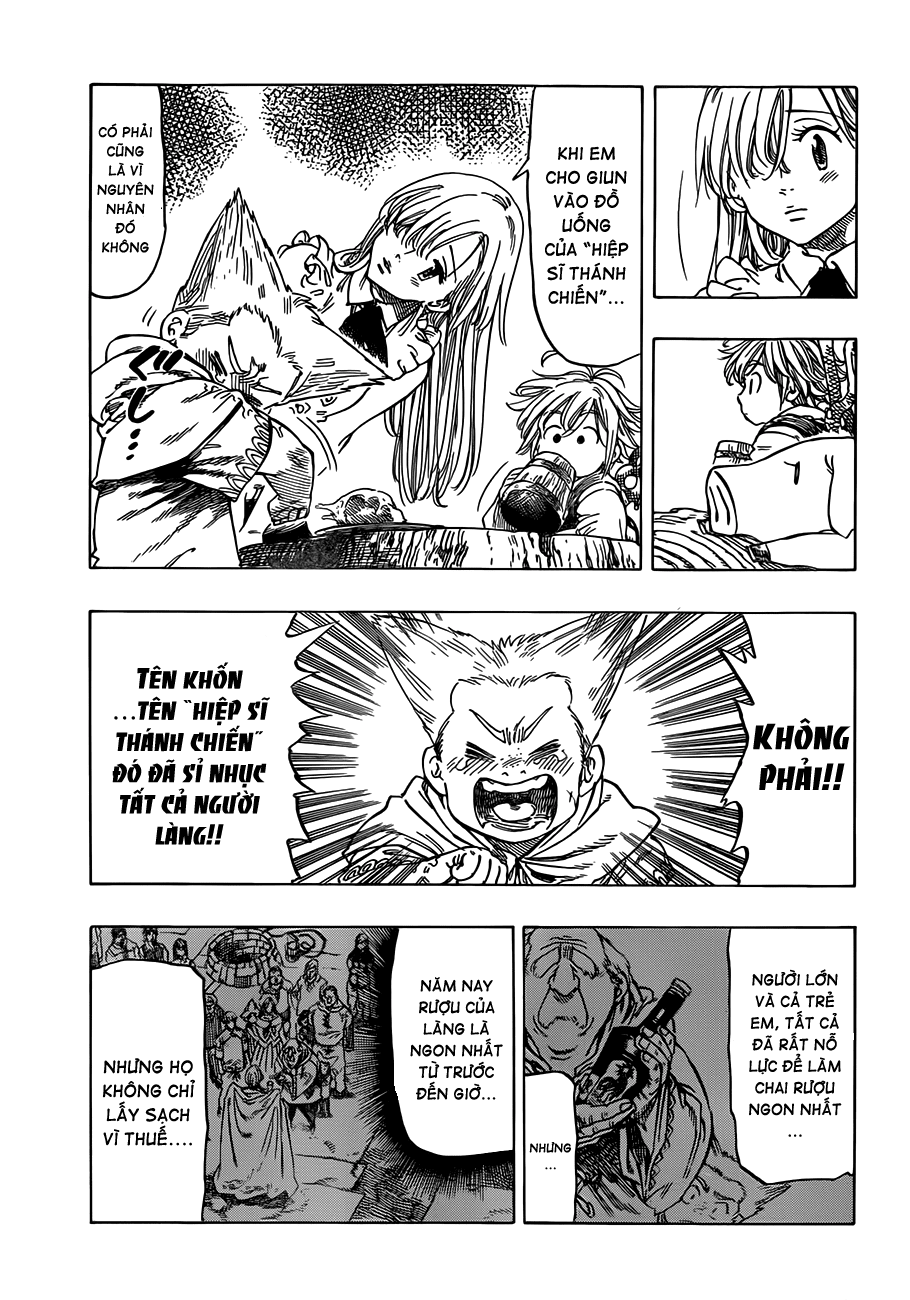 KHI EM
CHO GIUN
VÀO ĐỒ
UỐNG
CỦA "HIỆP
SĨ THÁNH
CHIẾN"...
CÓ PHẢI
CŨNG
LÀ VÌ
NGUYÊN
NHÂN
ĐÓ
KHÔNG
グシ…
KHÔNG
PHẢI!!
TÊN KHỐN
...TÊN "HIỆP SĨ
THÁNH CHIẾN"
ĐÓ ĐÃ SỈ NHỤC
TẤT CẢ NGƯỜI
LÀNG!!
NGƯỜI LỚN
VÀ CẢ TRẺ
EM, TẤT CẢ
ĐÃ RẤT NỖ
LỰC ĐỂ LÀM
CHAI RƯỢU
NGON NHẤT
...
NHƯNG
...
NĂM NAY
RƯỢU CỦA
LÀNG LÀ
NGON NHẤT
TỪ TRƯỚC
ĐẾN GIỜ...
NHƯNG HỌ
KHÔNG CHỈ
LẤY SẠCH
VÌ THUẾ....